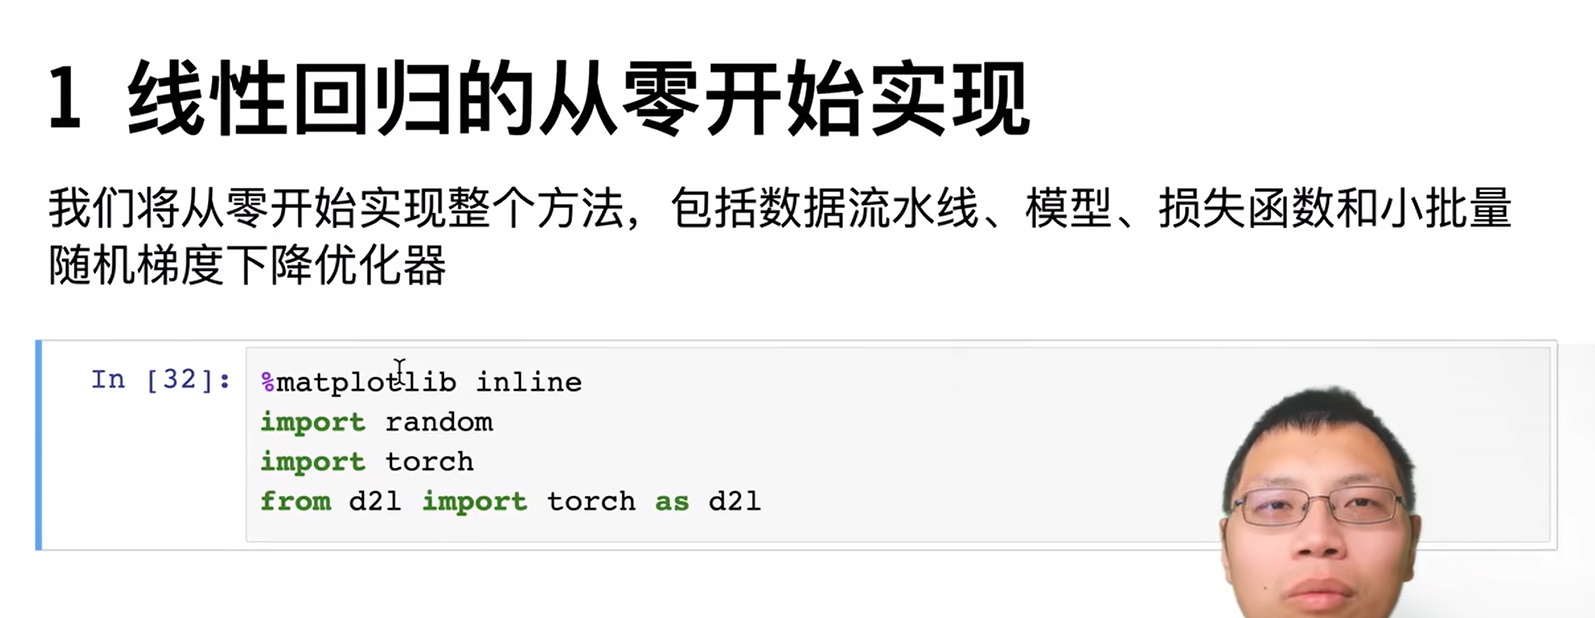 1 线性回归的从零开始实现
我们将从零开始实现整个方法，包括数据流水线、模型、损失函数和小批量
随机梯度下降优化器
In [32]: %matplotlib inline
import random
import torch
from d2l import torch as d2l